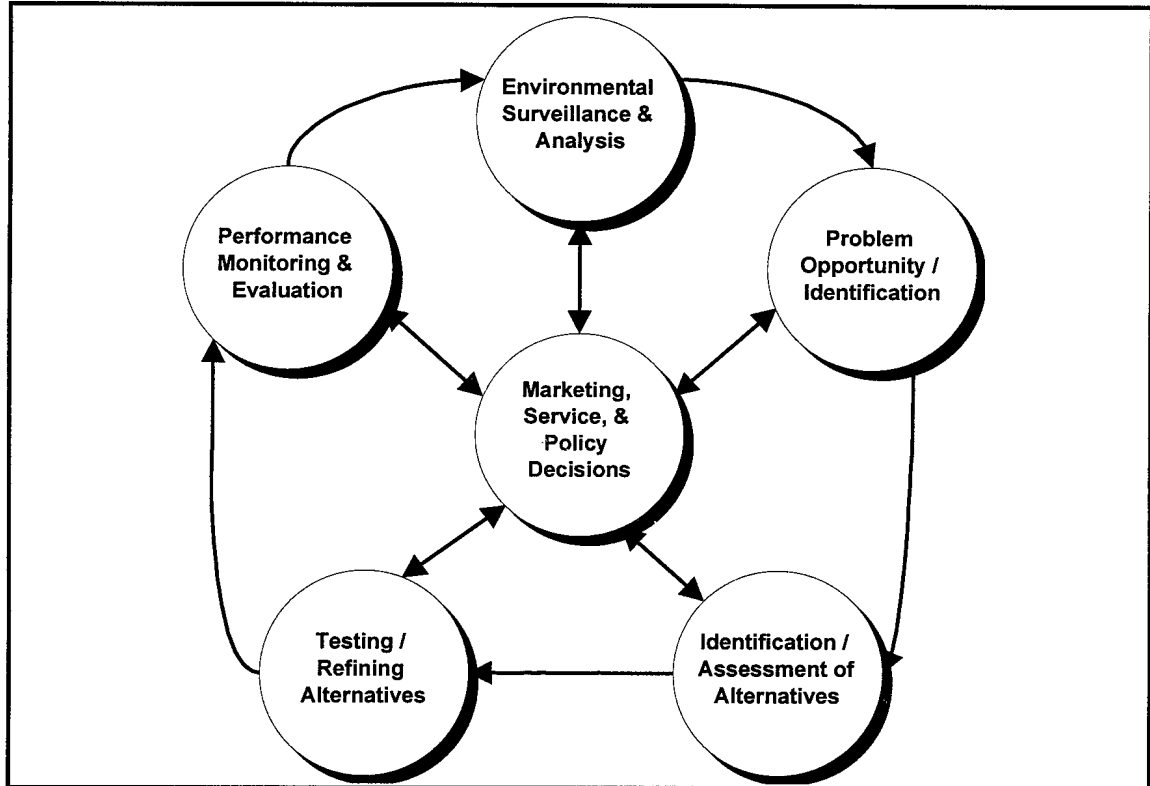 Environmental
Surveillance &
Analysis
Performance
Monitoring &
Evaluation
Problem
Opportunity /
Identification
Marketing,
Service, &
Policy
Decisions
Testing /
Refining
Alternatives
Identification /
Assessment of
Alternatives